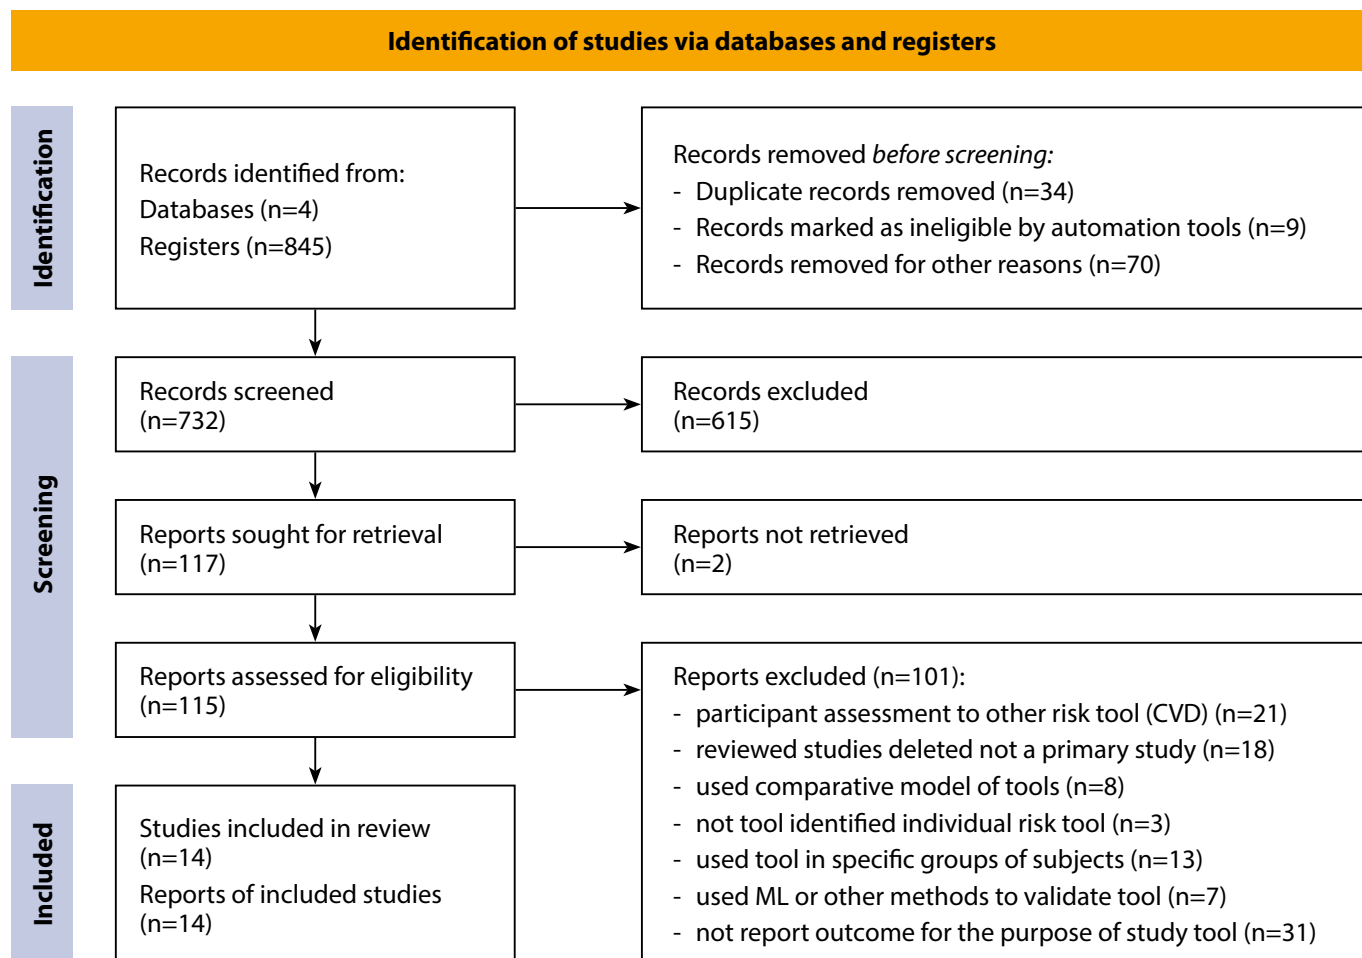 Identification of studies via databases and registers
Identification
Records identified from:
Databases (n=4)
Registers (n=845)
Records removed before screening:
- Duplicate records removed (n=34)
- Records marked as ineligible by automation tools (n=9)
- Records removed for other reasons (n=70)
Screening
Records screened
(n=732)
Records excluded
(n=615)
Reports sought for retrieval
(n=117)
Reports not retrieved
(n=2)
Reports assessed for eligibility
(n=115)
Reports excluded (n=101):
- participant assessment to other risk tool (CVD) (n=21)
- reviewed studies deleted not a primary study (n=18)
- used comparative model of tools (n=8)
- not tool identified individual risk tool (n=3)
- used tool in specific groups of subjects (n=13)
- used ML or other methods to validate tool (n=7)
- not report outcome for the purpose of study tool (n=31)
Included
Studies included in review
(n=14)
Reports of included studies
(n=14)